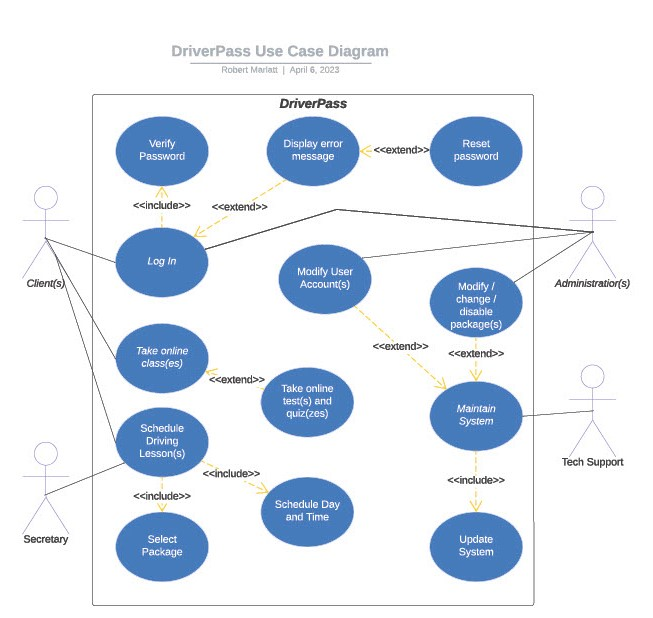 DriverPass Use Case Diagram
Robert Marlatt | April 6, 2023
DriverPass
Verify
Password
Display error
message
<<extend>>
Reset
password
<<include>>
<<extend>>
Log In
Client(s)
Administratior(s)
Modify User
Account(s)
Modify /
change /
disable
package(s)
<<extend>>
<<extend>>
Take online
class(es)
<<extend>>
Take online
test(s) and
quiz(zes)
Maintain
System
Schedule
Driving
Lesson(s)
Tech Support
<<include>>
<<include>>
<<include>>
Schedule Day
and Time
Secretary
Select
Package
Update
System